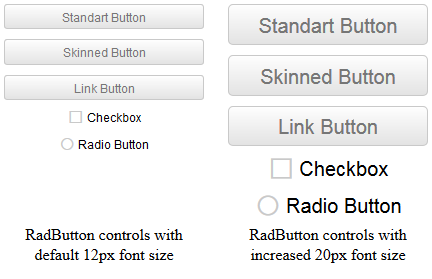 Standart Button
Skinned Button
Link Button
Checkbox
Radio Button
RadButton controls with
default 12px font size
Standart Button
Skinned Button
Link Button
Checkbox
Radio Button
RadButton controls with
increased 20px font size